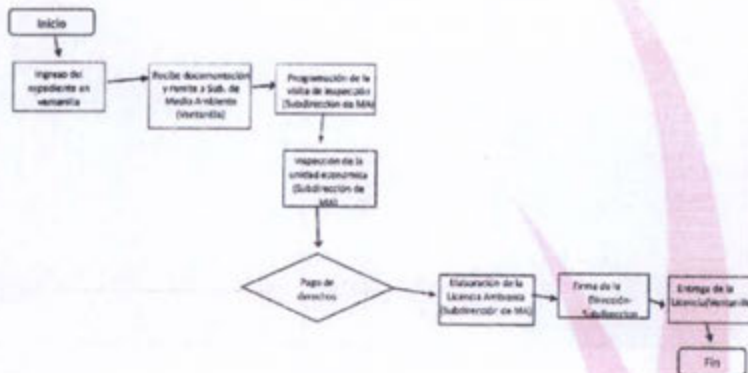 Inicio
Ingreso del
expediente en
ventanilla
Recibe documentación
y remite a Sub. de
Medio Ambiente
(Ventanilla)
Programación de la
visita de inspección
(Subdirección de MA)
Inspección de la
unidad económica
(Subdirección de
MA)
Pago de
derechos
Elaboración de la
Licencia Ambiental
(Subdirección de MA)
Firma de la
Dirección-
Subdirección
Entrega de la
Licencia(Ventanilla
Fin